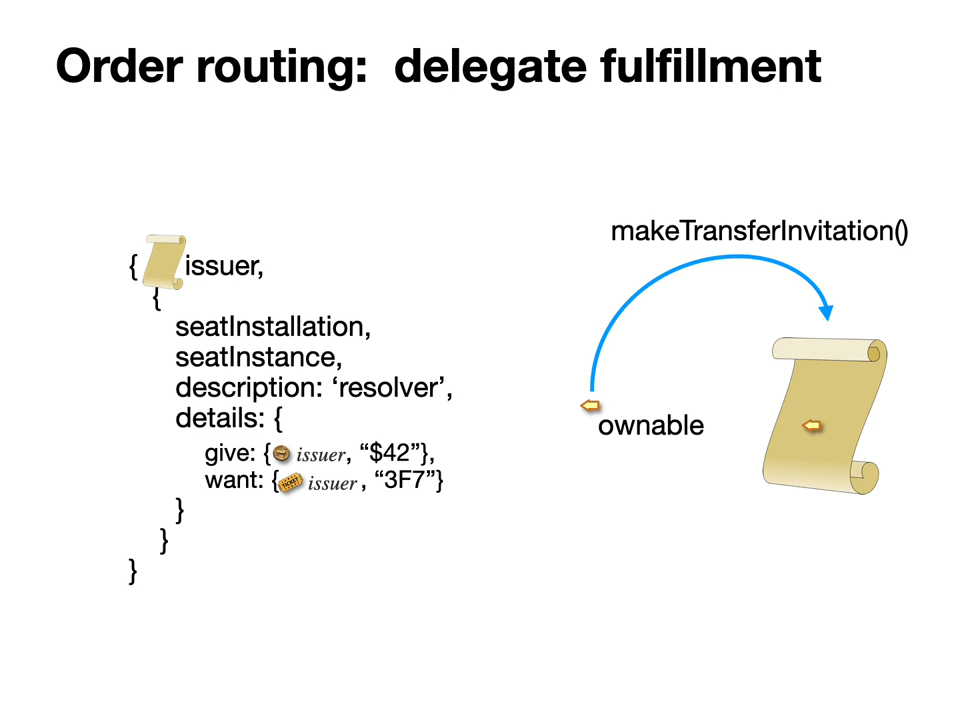 Order routing: delegate fulfillment
makeTransferInvitation()
{ issuer,
{
seatInstallation,
seatInstance,
description: ‘resolver’,
details: {
give: { issuer, “$42”},
want: { issuer , “3F7”}
}
}
}
ownable